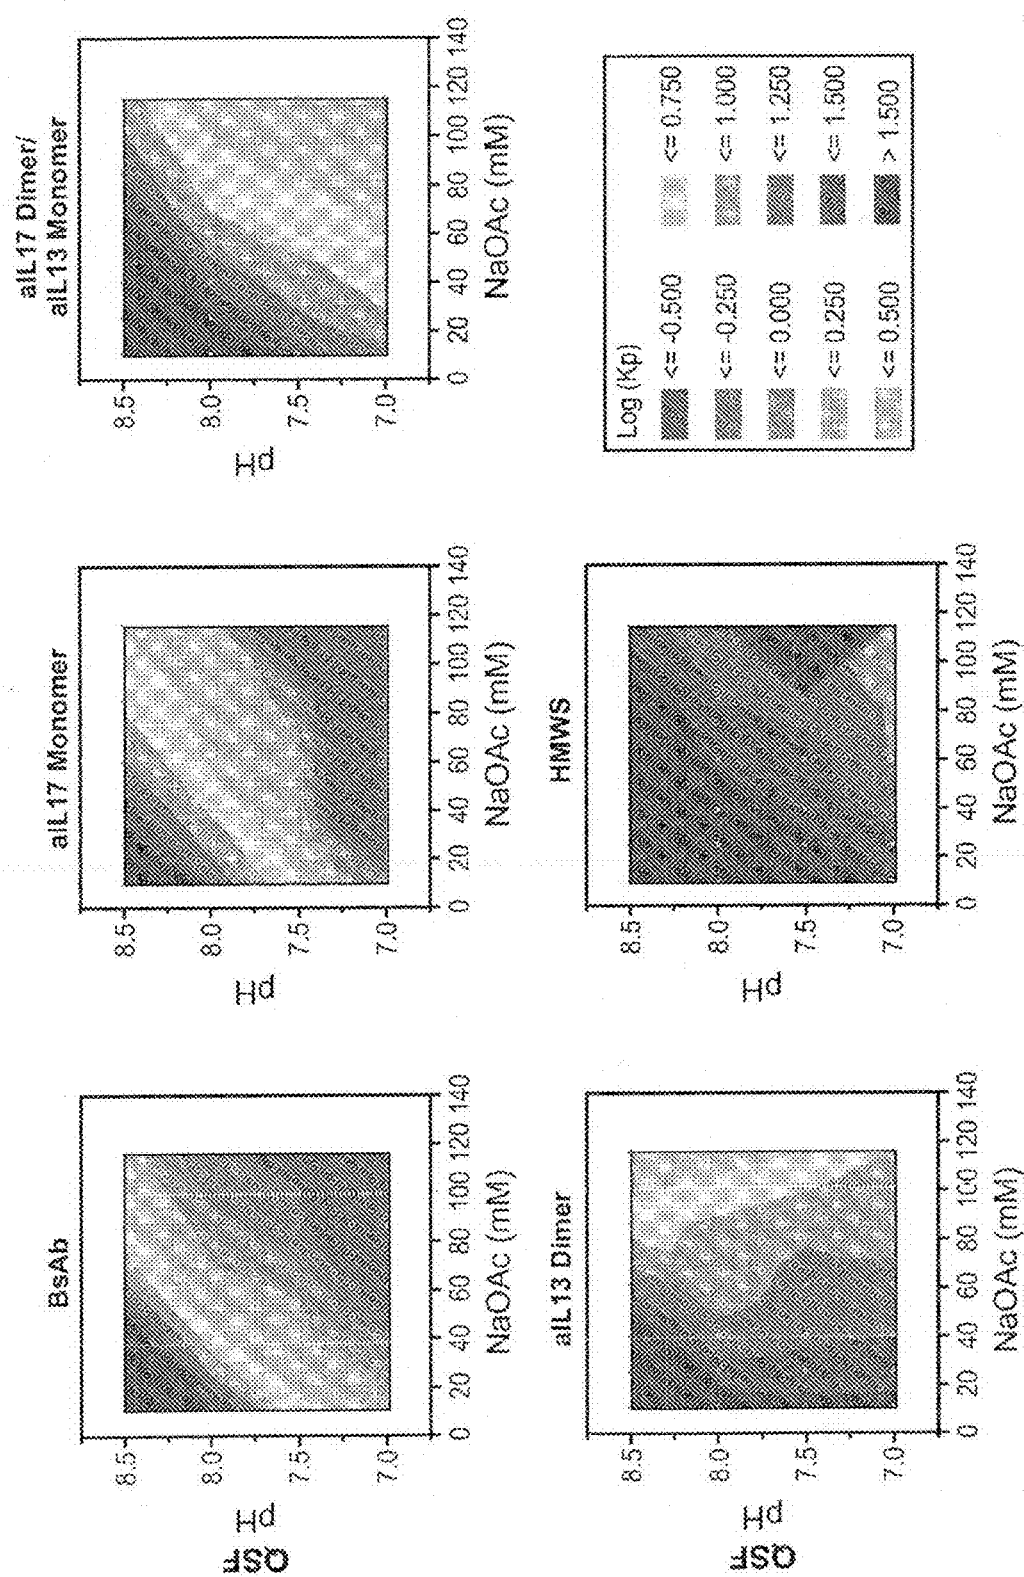 QSF
BsAb
pH
8.5
8.0
7.5
7.0
0 20 40 60 80 100 120 140
NaOAc (mM)
aIL17 Monomer
pH
8.5
8.0
7.5
7.0
0 20 40 60 80 100 120 140
NaOAc (mM)
aIL17 Dimer/
aIL13 Monomer
pH
8.5
8.0
7.5
7.0
0 20 40 60 80 100 120 140
NaOAc (mM)
QSF
aIL13 Dimer
pH
8.5
8.0
7.5
7.0
0 20 40 60 80 100 120 140
NaOAc (mM)
HMWS
pH
8.5
8.0
7.5
7.0
0 20 40 60 80 100 120 140
NaOAc (mM)
Log (Kp)
<= -0.500 <= 0.750
<= -0.250 <= 1.000
<= 0.000 <= 1.250
<= 0.250 <= 1.500
<= 0.500 > 1.500